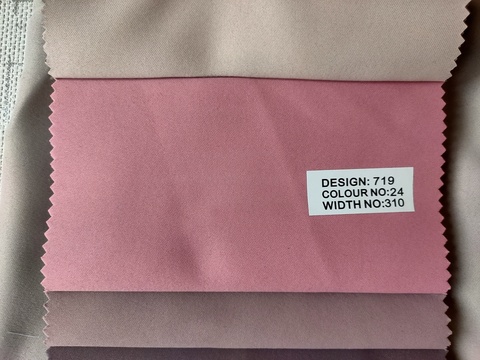 DESIGN: 719
COLOUR NO:24
WIDTH NO:310